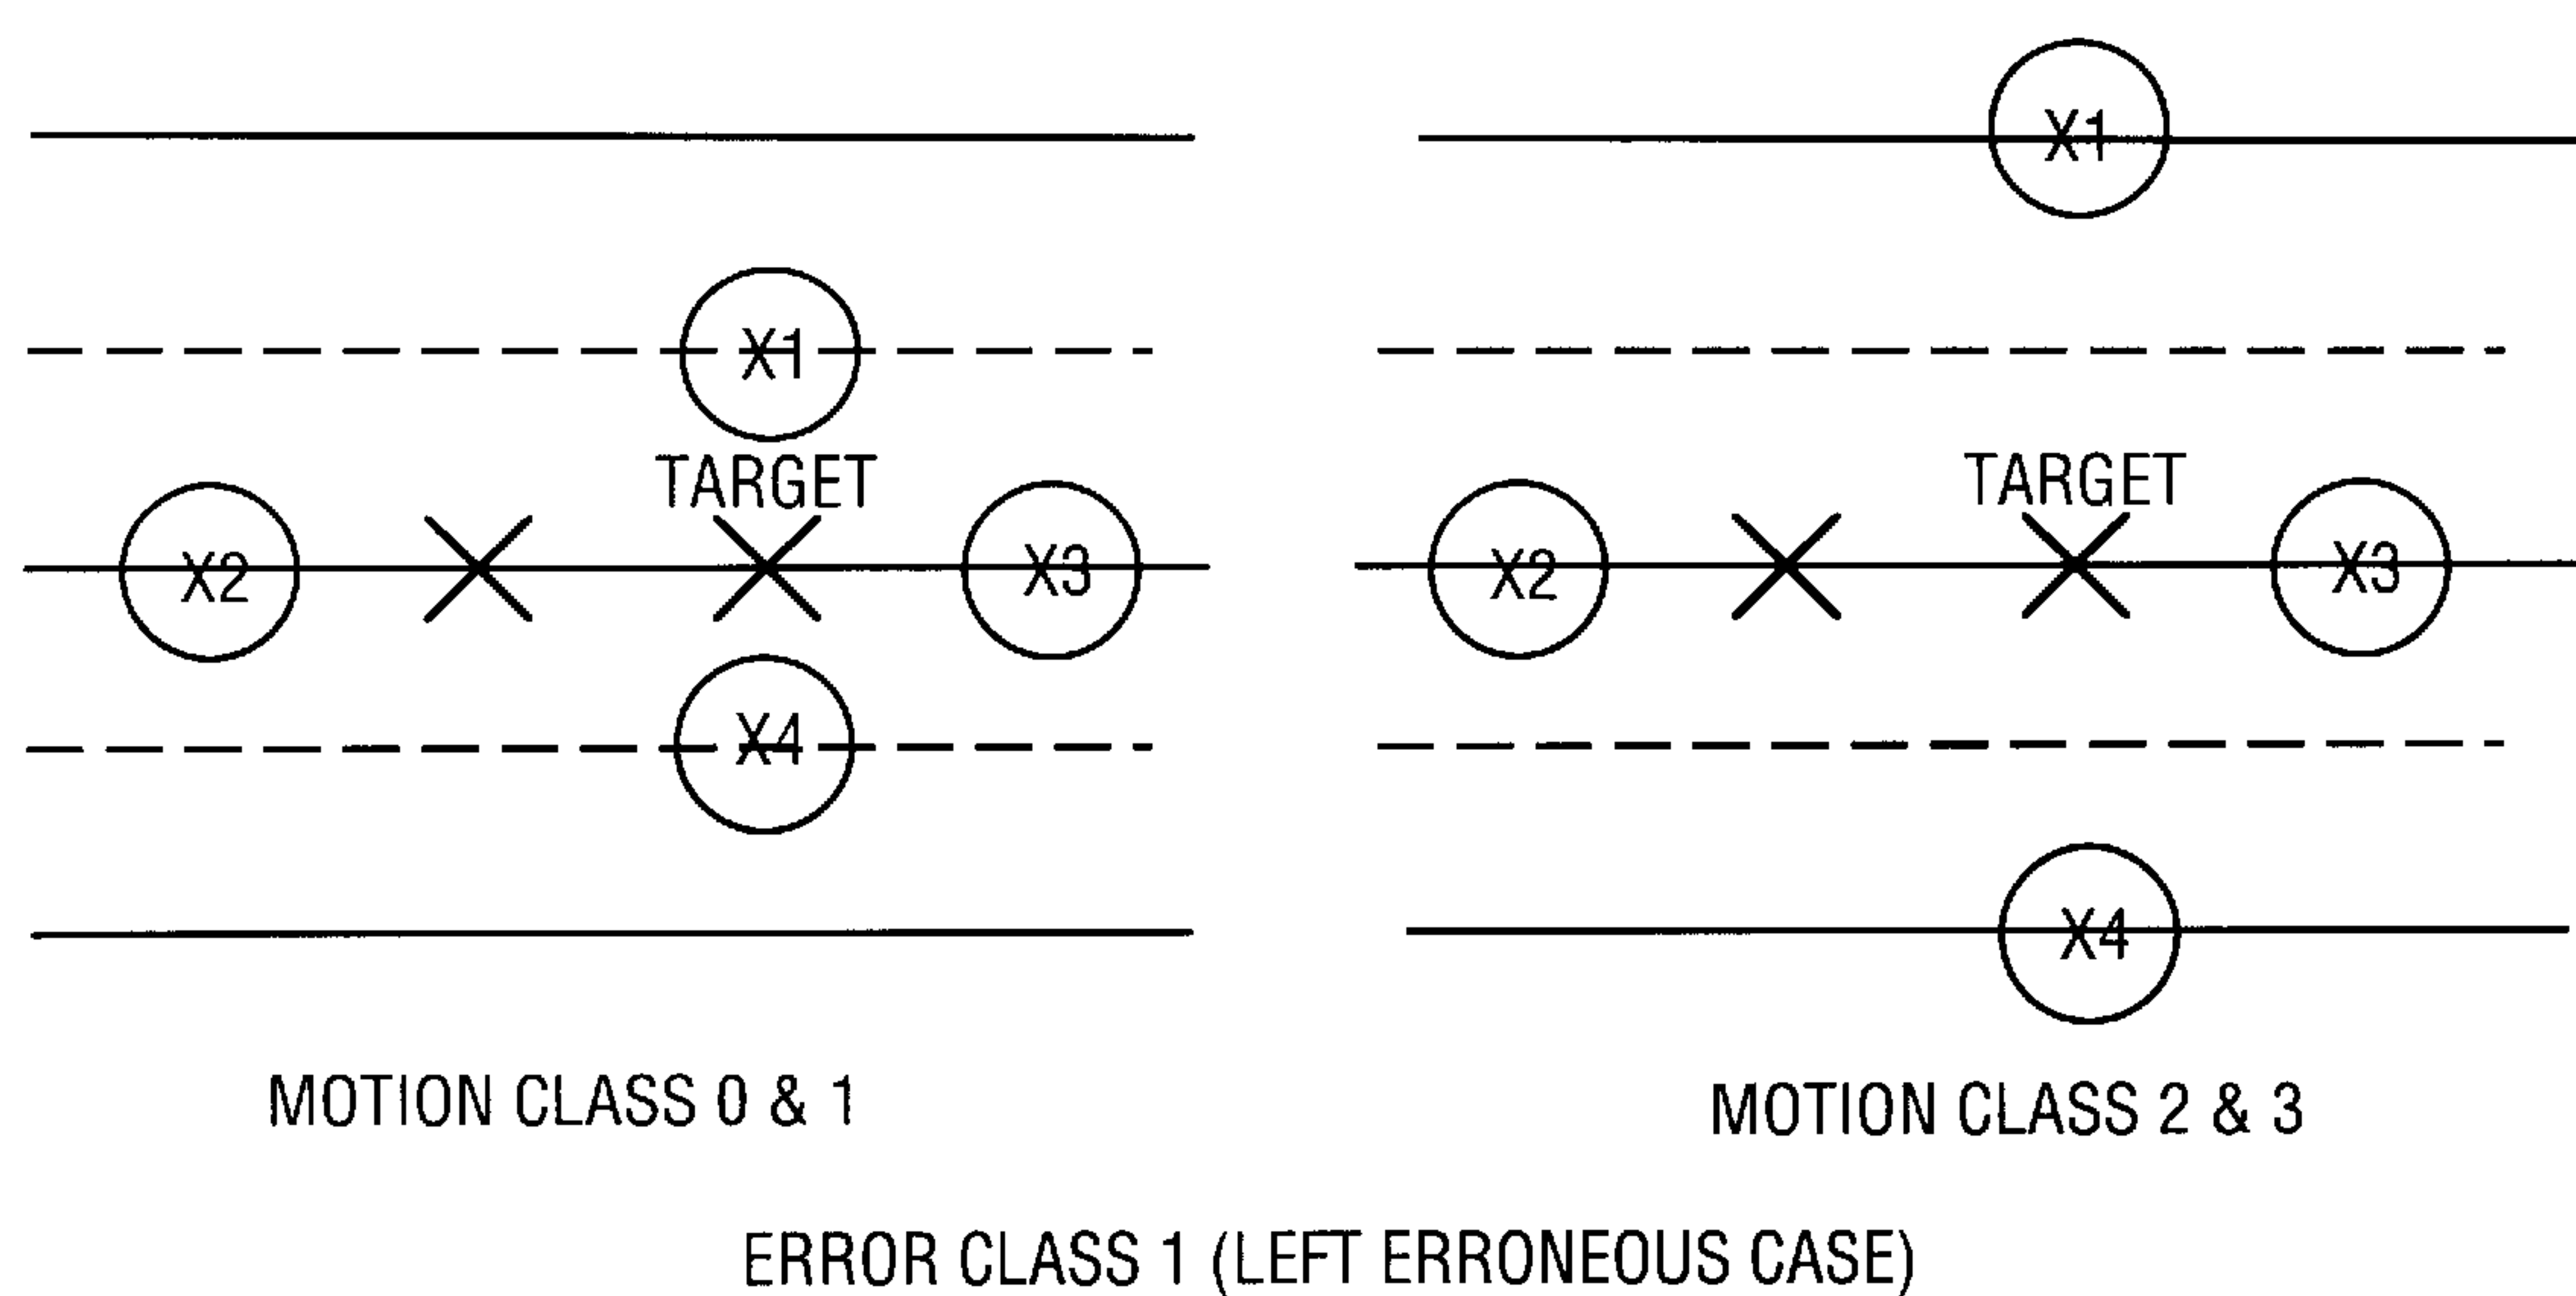 X1
X1
TARGET
TARGET
X2
X3
X2
X3
X4
X4
MOTION CLASS 0 & 1
MOTION CLASS 2 & 3
ERROR CLASS 1 (LEFT ERRONEOUS CASE)